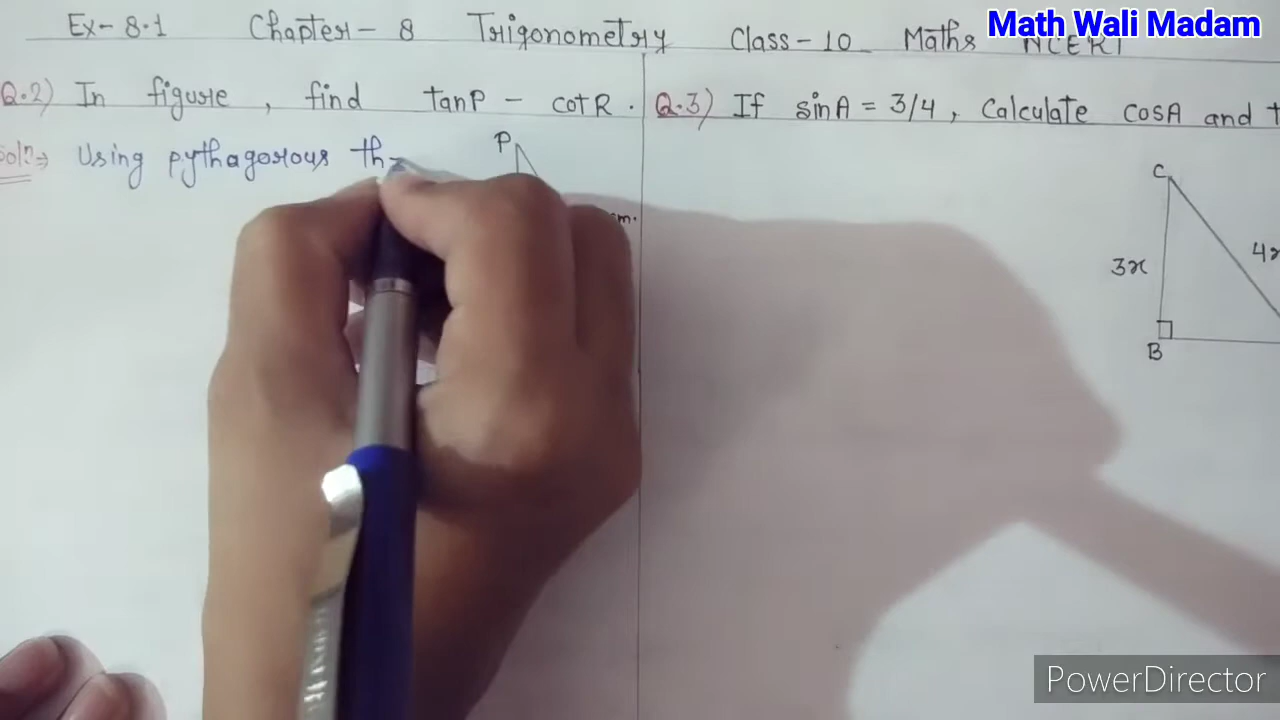 Ex-8.1 Chapter-8 Trigonometry Class-10 Maths NCERT
Math Wali Madam
Q.2) In figure, find tanP - cotR.
Solⁿ:⇒ Using pythagorous th
P
m.
Q.3) If sinA = 3/4, Calculate cosA and t
C
3x
4x
B
PowerDirector